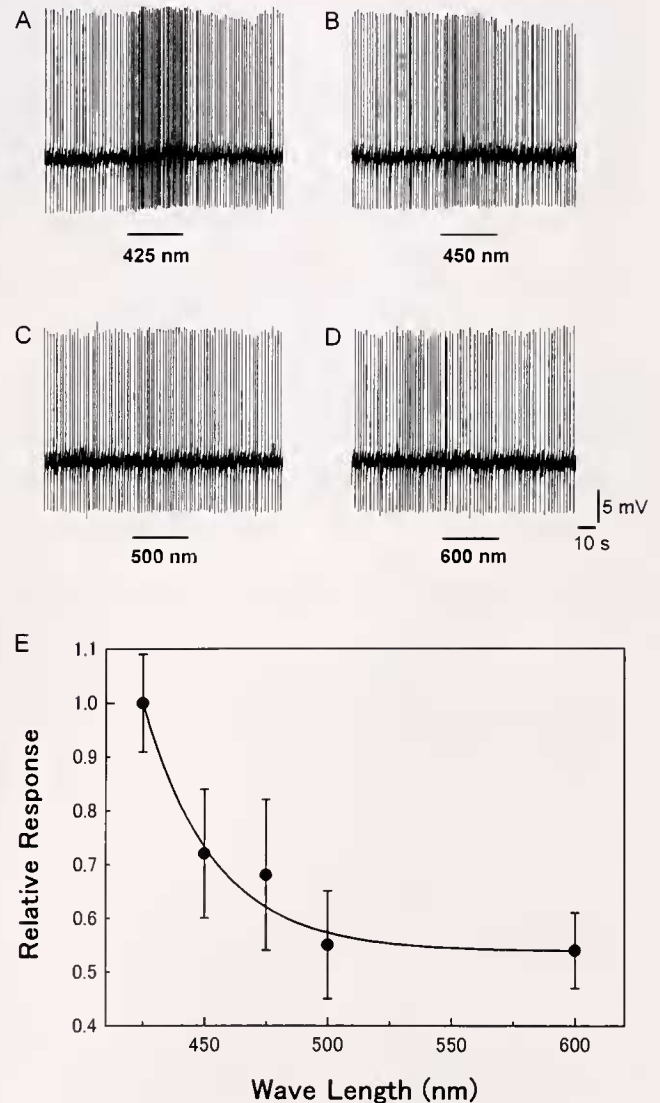 A
B
425 nm
450 nm
C
D
500 nm
600 nm
5 mV
10 s
E
1.1
1.0
0.9
0.8
0.7
0.6
0.5
0.4
Relative Response
450
500
550
600
Wave Length (nm)